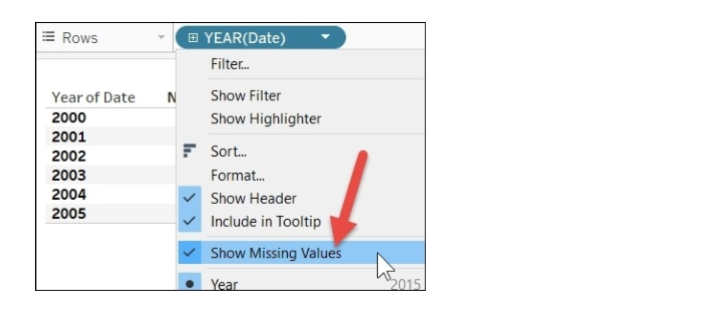 Rows YEAR(Date)
Filter...
Year of Date N Show Filter
2000 Show Highlighter
2001
2002 Sort...
2003 Format...
2004 Show Header
2005 Include in Tooltip
Show Missing Values
Year 2015